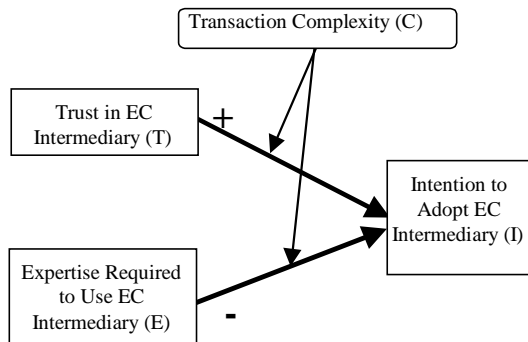 Transaction Complexity (C)
+
Trust in EC
Intermediary (T)
Intention to
Adopt EC
Intermediary (I)
Expertise Required
to Use EC
Intermediary (E)
-